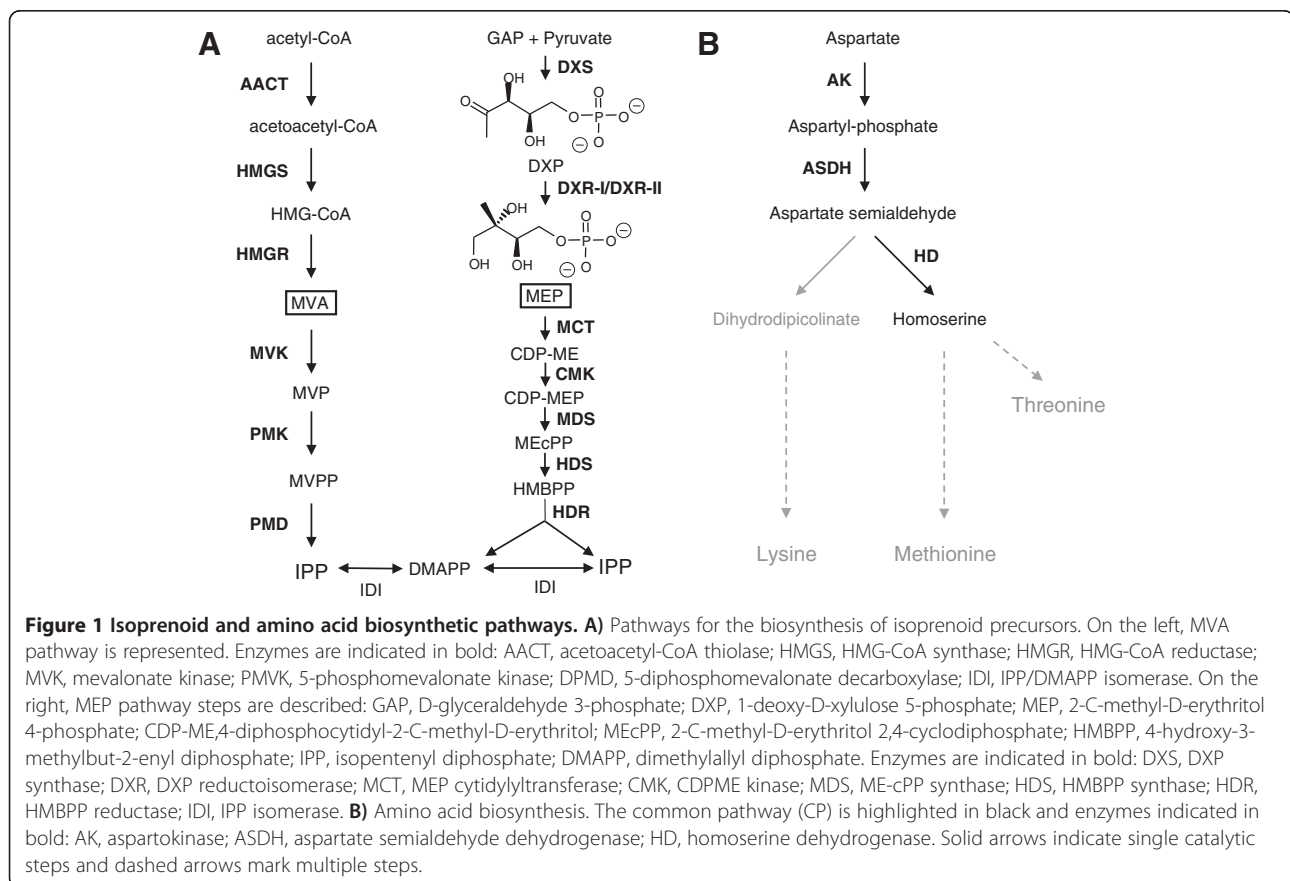 A
acetyl-CoA
AACT
acetoacetyl-CoA
HMGS
HMG-CoA
HMGR
MVA
MVK
MVP
PMK
MVPP
PMD
IPP
IDI
DMAPP
IDI
IPP
GAP + Pyruvate
DXS
OH
O
OH
O
P
O
O
O
DXP
DXR-I/DXR-II
OH
OH
OH
O
P
O
O
O
MEP
MCT
CDP-ME
CMK
CDP-MEP
MDS
MEcPP
HDS
HMBPP
HDR
B
Aspartate
AK
Aspartyl-phosphate
ASDH
Aspartate semialdehyde
HD
Dihydrodipicolinate
Homoserine
Threonine
Lysine
Methionine
Figure 1 Isoprenoid and amino acid biosynthetic pathways. A) Pathways for the biosynthesis of isoprenoid precursors. On the left, MVA
pathway is represented. Enzymes are indicated in bold: AACT, acetoacetyl-CoA thiolase; HMGS, HMG-CoA synthase; HMGR, HMG-CoA reductase;
MVK, mevalonate kinase; PMVK, 5-phosphomevalonate kinase; DPMD, 5-diphosphomevalonate decarboxylase; IDI, IPP/DMAPP isomerase. On the
right, MEP pathway steps are described: GAP, D-glyceraldehyde 3-phosphate; DXP, 1-deoxy-D-xylulose 5-phosphate; MEP, 2-C-methyl-D-erythritol
4-phosphate; CDP-ME,4-diphosphocytidyl-2-C-methyl-D-erythritol; MEcPP, 2-C-methyl-D-erythritol 2,4-cyclodiphosphate; HMBPP, 4-hydroxy-3-
methylbut-2-enyl diphosphate; IPP, isopentenyl diphosphate; DMAPP, dimethylallyl diphosphate. Enzymes are indicated in bold: DXS, DXP
synthase; DXR, DXP reductoisomerase; MCT, MEP cytidylyltransferase; CMK, CDPME kinase; MDS, ME-cPP synthase; HDS, HMBPP synthase; HDR,
HMBPP reductase; IDI, IPP isomerase. B) Amino acid biosynthesis. The common pathway (CP) is highlighted in black and enzymes indicated in
bold: AK, aspartokinase; ASDH, aspartate semialdehyde dehydrogenase; HD, homoserine dehydrogenase. Solid arrows indicate single catalytic
steps and dashed arrows mark multiple steps.